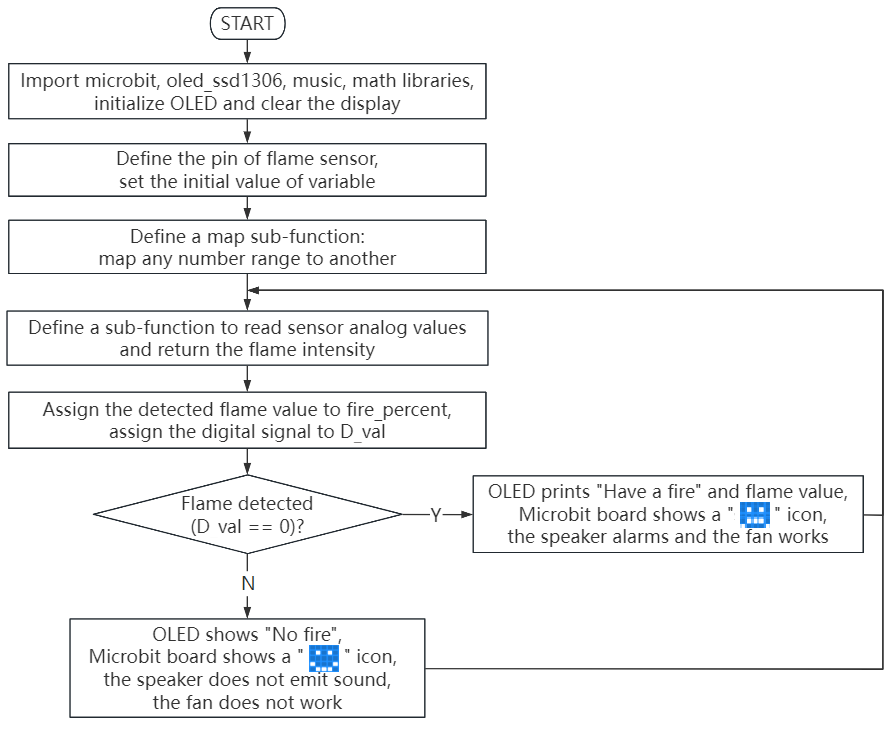 START
Import microbit, oled_ssd1306, music, math libraries,
initialize OLED and clear the display
Define the pin of flame sensor,
set the initial value of variable
Define a map sub-function:
map any number range to another
Define a sub-function to read sensor analog values
and return the flame intensity
Assign the detected flame value to fire_percent,
assign the digital signal to D_val
Flame detected
(D_val == 0)?
Y
OLED prints "Have a fire" and flame value,
Microbit board shows a " " icon,
the speaker alarms and the fan works
N
OLED shows "No fire",
Microbit board shows a " " icon,
the speaker does not emit sound,
the fan does not work